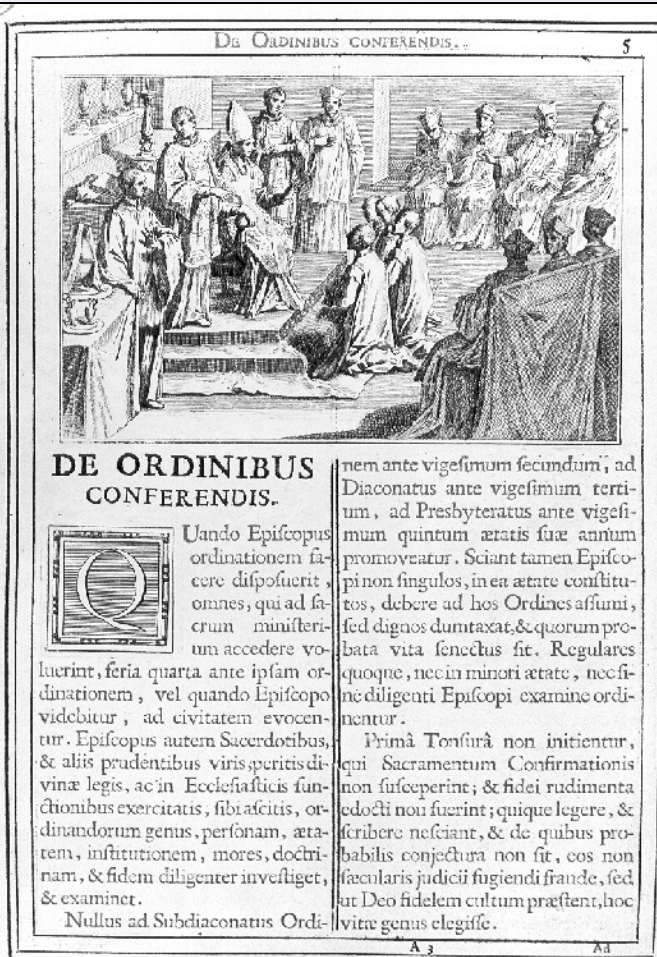 De Ordinibus conferendis. 5
DE ORDINIBUS
CONFERENDIS.
QUando Epiſcopus
ordinationem fa-
cere diſpoſuerit,
omnes, qui ad ſa-
crum miniſteri-
um accedere vo-
luerint, feria quarta ante ipſam or-
dinationem, vel quando Epiſcopo
videbitur, ad civitatem evocen-
tur. Epiſcopus autem Sacerdotibus,
& aliis prudentibus viris, peritis di-
vinæ legis, ac in Eccleſiaſticis fun-
ctionibus exercitatis, ſibi aſcitis, or-
dinandorum genus, perſonam, æta-
tem, inſtitutionem, mores, doctri-
nam, & fidem diligenter inveſtiget,
& examinet.
Nullus ad Subdiaconatus Ordi-
nem ante vigeſimum ſecundum, ad
Diaconatus ante vigeſimum terti-
um, ad Presbyteratus ante vigeſi-
mum quintum ætatis ſuæ annum
promoveatur. Sciant tamen Epiſco-
pi non ſingulos, in ea ætate conſtitu-
tos, debere ad hos Ordines aſſumi,
ſed dignos dumtaxat, & quorum pro-
bata vita ſenectus ſit. Regulares
quoque, nec in minori ætate, nec ſi-
ne diligenti Epiſcopi examine ordi-
nentur.
Primâ Tonſurâ non initientur,
qui Sacramentum Confirmationis
non ſuſceperint; & fidei rudimenta
edocti non fuerint; quique legere, &
ſcribere neſciant, & de quibus pro-
babilis conjectura non ſit, eos non
ſæcularis judicii fugiendi fraude, ſed
ut Deo fidelem cultum præſtent, hoc
vitæ genus elegiſſe.
A 3 Ad